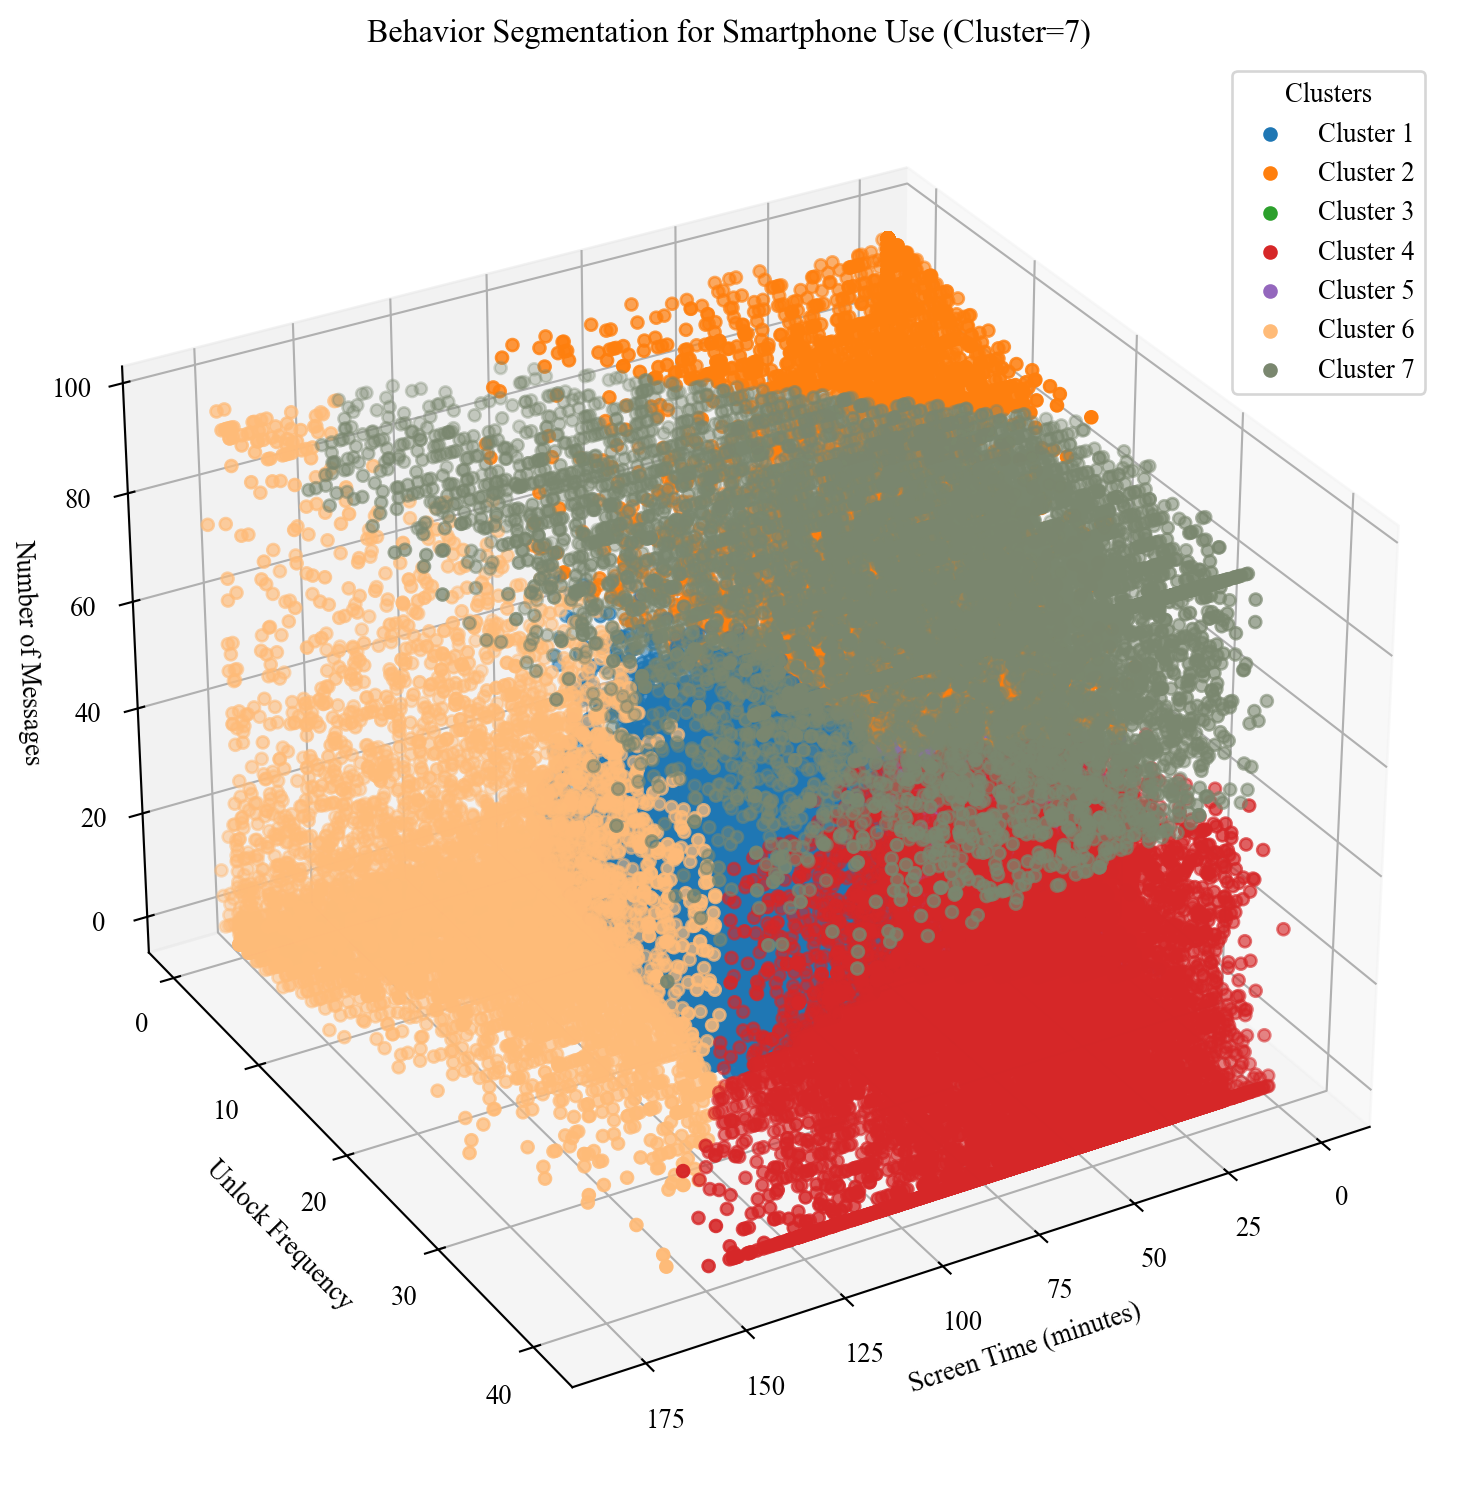 Behavior Segmentation for Smartphone Use (Cluster=7)
Clusters
Cluster 1
Cluster 2
Cluster 3
Cluster 4
Cluster 5
Cluster 6
Cluster 7
100
80
60
40
20
0
Number of Messages
0
10
20
30
40
Unlock Frequency
175
150
125
100
75
50
25
0
Screen Time (minutes)